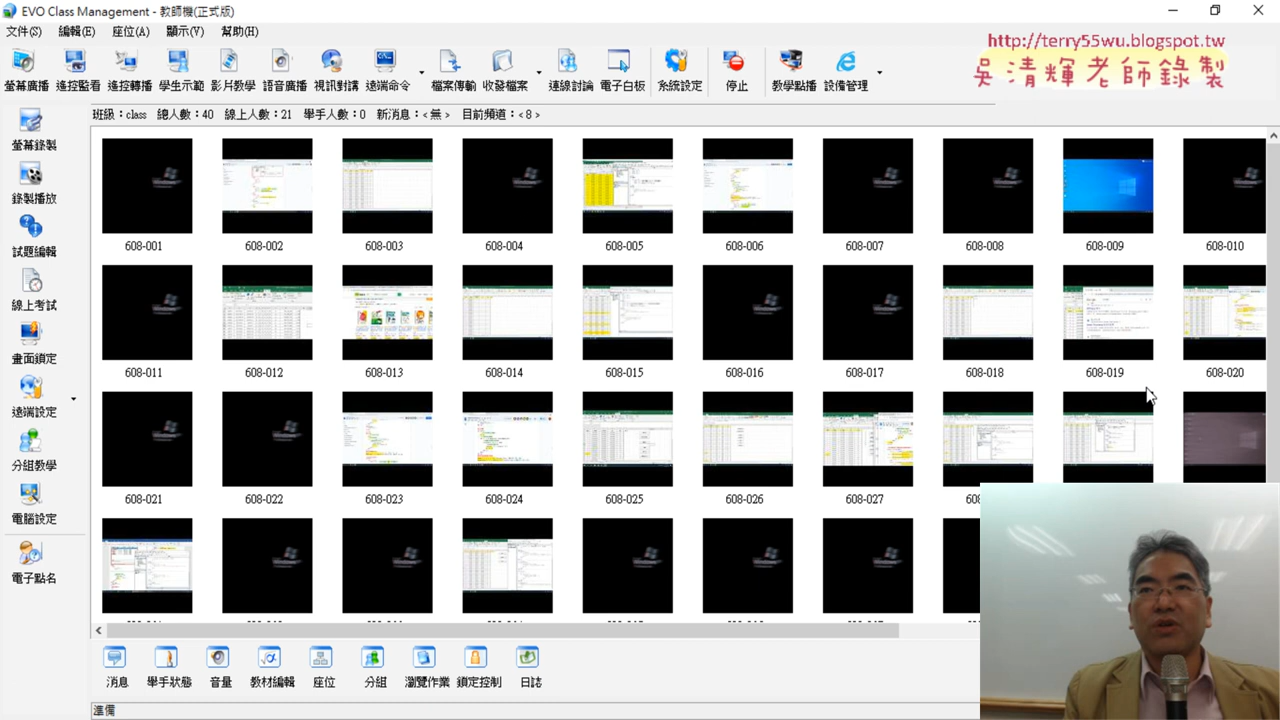 EVO Class Management - 教師機(正式版)
文件(S) 編輯(E) 座位(A) 顯示(V) 幫助(H)
http://terry55wu.blogspot.tw
吳清輝老師錄製
螢幕廣播 遙控監看 遙控轉播 學生示範 影片教學 語音廣播 視訊對講 遠端命令 檔案傳輸 收發檔案 連線討論 電子白板 系統設定 停止 教學點播 設備管理
班級：class 總人數：40 線上人數：21 舉手人數：0 新消息：<無> 目前頻道：<8>
螢幕錄製
錄製播放
試題編輯
線上考試
畫面鎖定
遠端設定
分組教學
電腦設定
電子點名
608-001 608-002 608-003 608-004 608-005 608-006 608-007 608-008 608-009 608-010
608-011 608-012 608-013 608-014 608-015 608-016 608-017 608-018 608-019 608-020
608-021 608-022 608-023 608-024 608-025 608-026 608-027
消息 舉手狀態 音量 教材編輯 座位 分組 瀏覽作業 鎖定控制 日誌
準備